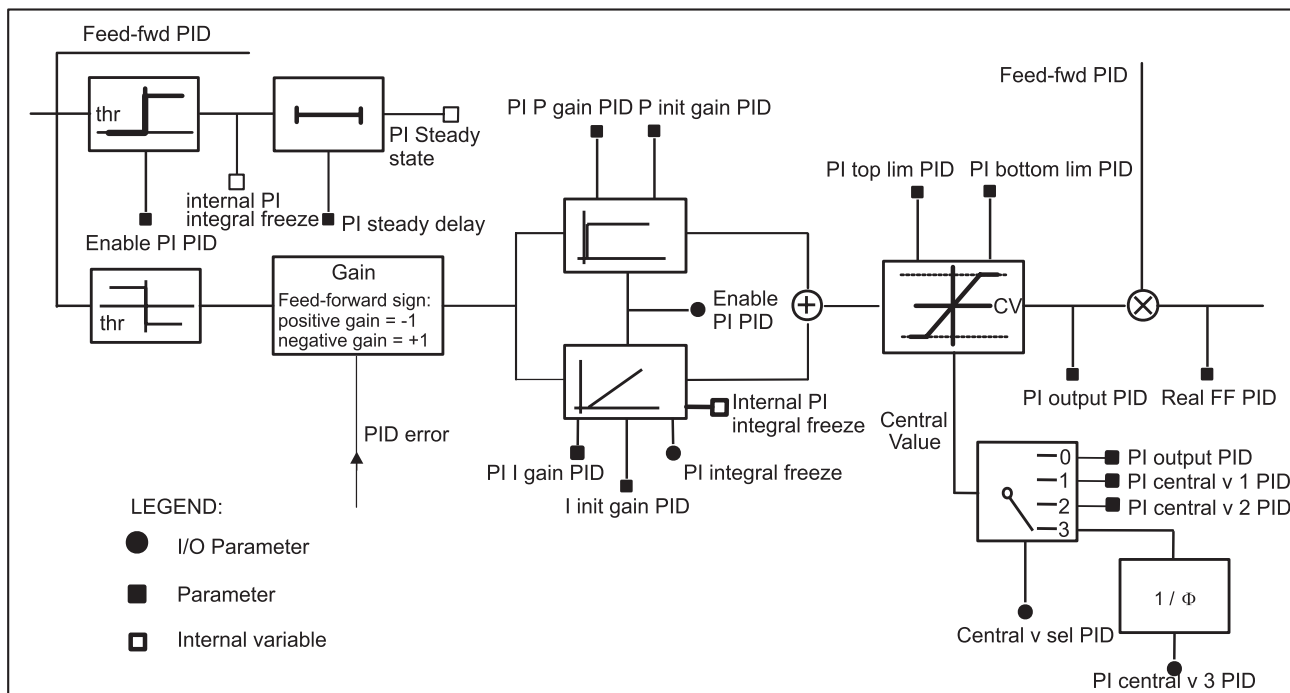 Feed-fwd PID
thr
PI Steady
state
internal PI
integral freeze
PI steady delay
Enable PI PID
thr
Gain
Feed-forward sign:
positive gain = -1
negative gain = +1
PID error
PI P gain PID
P init gain PID
Enable
PI PID
Internal PI
integral freeze
PI I gain PID
PI integral freeze
I init gain PID
Feed-fwd PID
PI top lim PID
PI bottom lim PID
CV
PI output PID
Real FF PID
Central
Value
0
PI output PID
1
PI central v 1 PID
2
PI central v 2 PID
3
1 / Φ
Central v sel PID
PI central v 3 PID
LEGEND:
I/O Parameter
Parameter
Internal variable